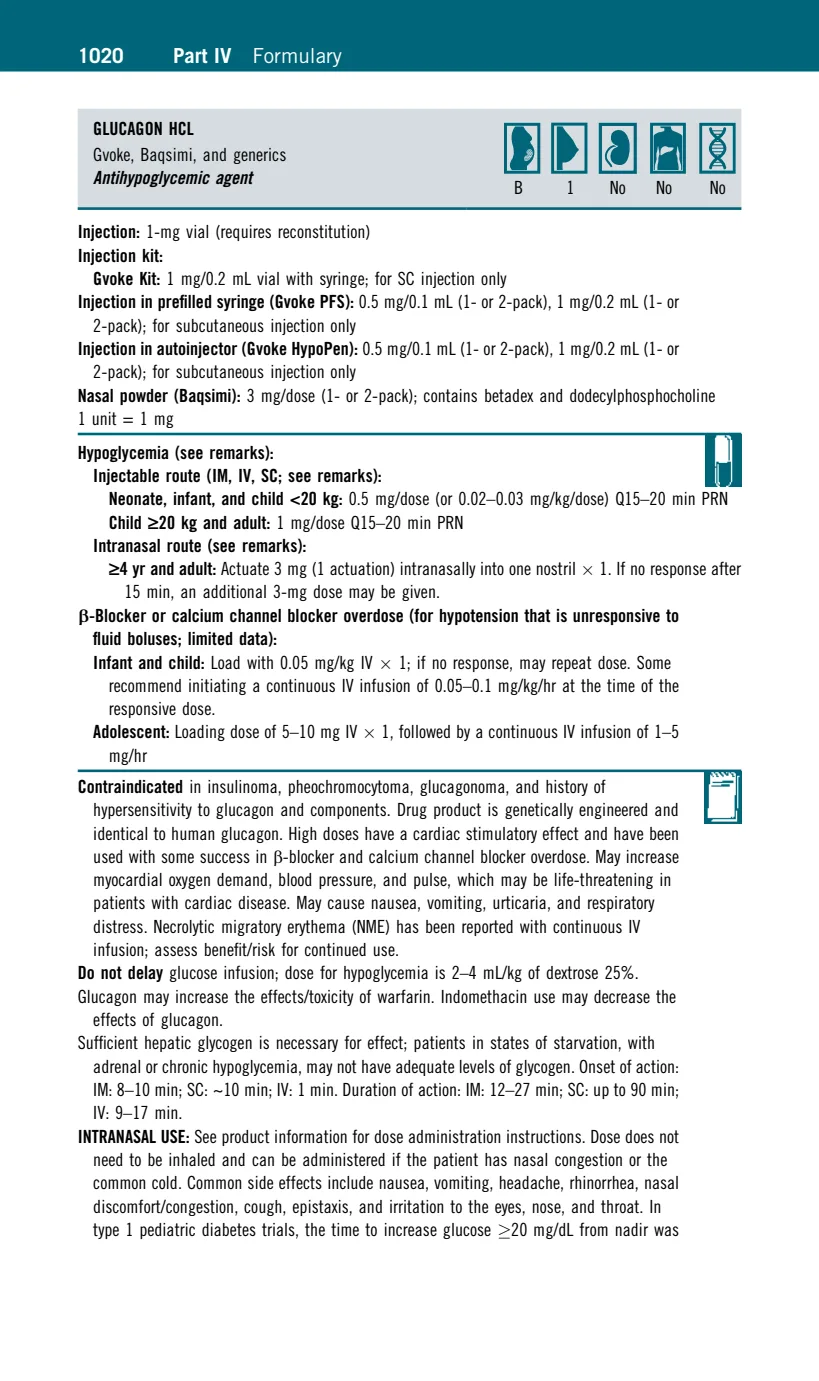 1020 Part IV Formulary
GLUCAGON HCL
Gvoke, Baqsimi, and generics
Antihypoglycemic agent
B 1 No No No
Injection: 1-mg vial (requires reconstitution)
Injection kit:
Gvoke Kit: 1 mg/0.2 mL vial with syringe; for SC injection only
Injection in prefilled syringe (Gvoke PFS): 0.5 mg/0.1 mL (1- or 2-pack), 1 mg/0.2 mL (1- or
2-pack); for subcutaneous injection only
Injection in autoinjector (Gvoke HypoPen): 0.5 mg/0.1 mL (1- or 2-pack), 1 mg/0.2 mL (1- or
2-pack); for subcutaneous injection only
Nasal powder (Baqsimi): 3 mg/dose (1- or 2-pack); contains betadex and dodecylphosphocholine
1 unit = 1 mg
Hypoglycemia (see remarks):
Injectable route (IM, IV, SC; see remarks):
Neonate, infant, and child <20 kg: 0.5 mg/dose (or 0.02–0.03 mg/kg/dose) Q15–20 min PRN
Child ≥20 kg and adult: 1 mg/dose Q15–20 min PRN
Intranasal route (see remarks):
≥4 yr and adult: Actuate 3 mg (1 actuation) intranasally into one nostril × 1. If no response after
15 min, an additional 3-mg dose may be given.
β-Blocker or calcium channel blocker overdose (for hypotension that is unresponsive to
fluid boluses; limited data):
Infant and child: Load with 0.05 mg/kg IV × 1; if no response, may repeat dose. Some
recommend initiating a continuous IV infusion of 0.05–0.1 mg/kg/hr at the time of the
responsive dose.
Adolescent: Loading dose of 5–10 mg IV × 1, followed by a continuous IV infusion of 1–5
mg/hr
Contraindicated in insulinoma, pheochromocytoma, glucagonoma, and history of
hypersensitivity to glucagon and components. Drug product is genetically engineered and
identical to human glucagon. High doses have a cardiac stimulatory effect and have been
used with some success in β-blocker and calcium channel blocker overdose. May increase
myocardial oxygen demand, blood pressure, and pulse, which may be life-threatening in
patients with cardiac disease. May cause nausea, vomiting, urticaria, and respiratory
distress. Necrolytic migratory erythema (NME) has been reported with continuous IV
infusion; assess benefit/risk for continued use.
Do not delay glucose infusion; dose for hypoglycemia is 2–4 mL/kg of dextrose 25%.
Glucagon may increase the effects/toxicity of warfarin. Indomethacin use may decrease the
effects of glucagon.
Sufficient hepatic glycogen is necessary for effect; patients in states of starvation, with
adrenal or chronic hypoglycemia, may not have adequate levels of glycogen. Onset of action:
IM: 8–10 min; SC: ~10 min; IV: 1 min. Duration of action: IM: 12–27 min; SC: up to 90 min;
IV: 9–17 min.
INTRANASAL USE: See product information for dose administration instructions. Dose does not
need to be inhaled and can be administered if the patient has nasal congestion or the
common cold. Common side effects include nausea, vomiting, headache, rhinorrhea, nasal
discomfort/congestion, cough, epistaxis, and irritation to the eyes, nose, and throat. In
type 1 pediatric diabetes trials, the time to increase glucose ≥20 mg/dL from nadir was